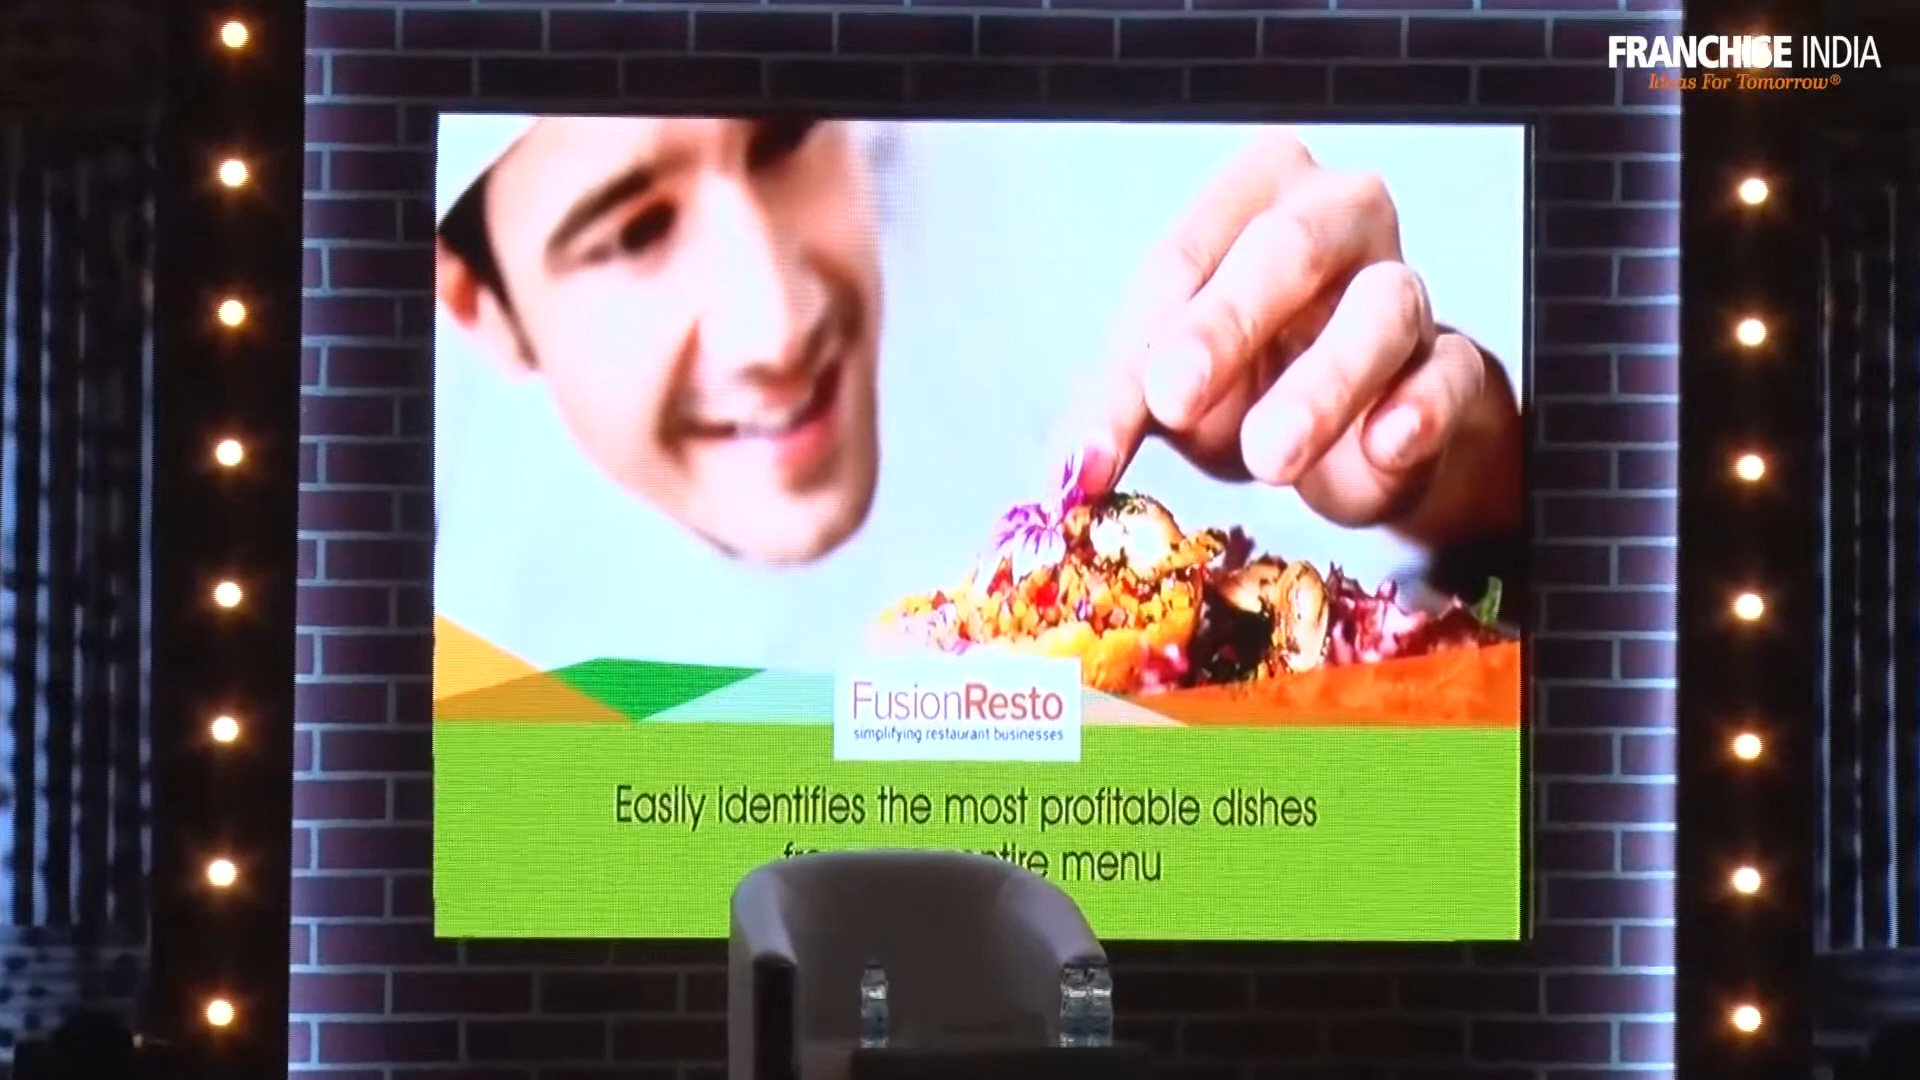 FRANCHISE INDIA
Ideas For Tomorrow®
FusionResto
simplifying restaurant businesses
Easily identifies the most profitable dishes
menu